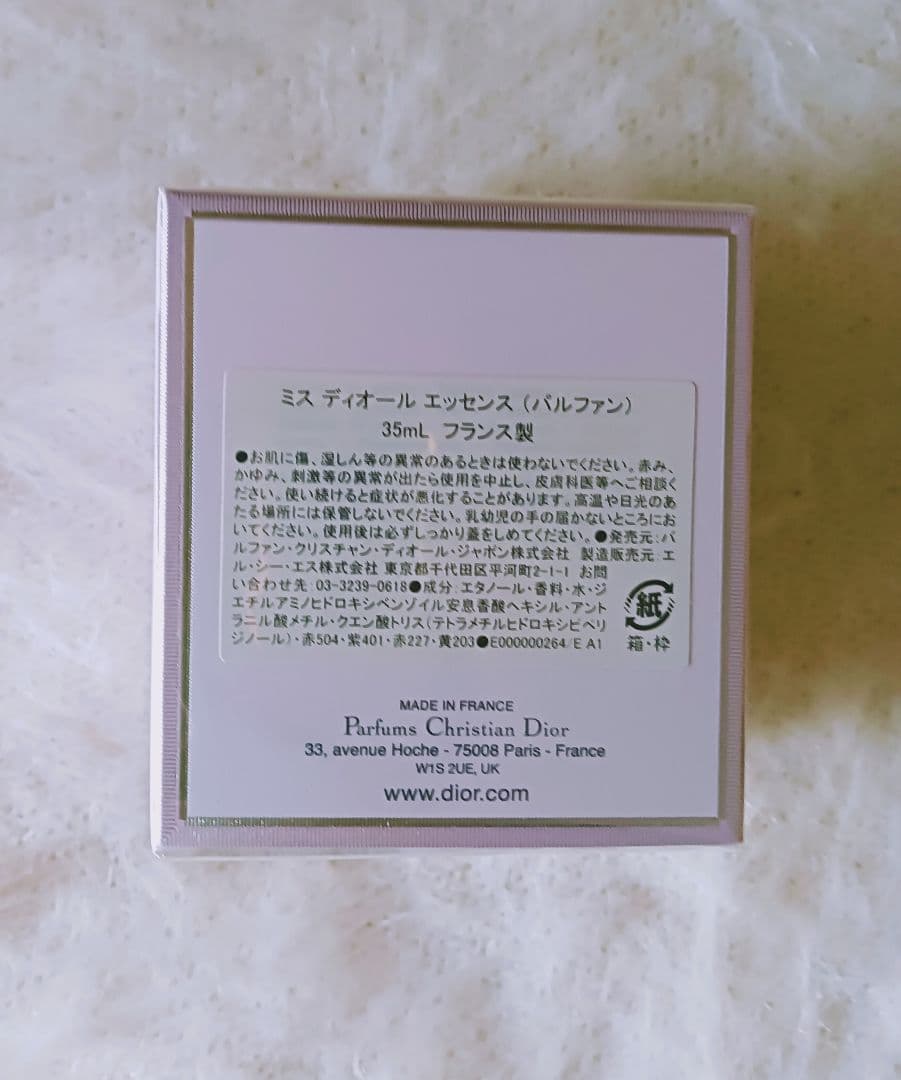 ミス ディオール エッセンス（パルファン）
35mL フランス製
●お肌に傷、湿しん等の異常のあるときは使わないでください。赤み、
かゆみ、刺激等の異常が出たら使用を中止し、皮膚科医等へご相談く
ださい。使い続けると症状が悪化することがあります。高温や日光のあ
たる場所には保管しないでください。乳幼児の手の届かないところにお
いてください。使用後は必ずしっかり蓋をしめてください。●発売元：パ
ルファン・クリスチャン・ディオール・ジャポン株式会社 製造販売元：エ
ル・シー・エス株式会社 東京都千代田区平河町2-1-1 お問
い合わせ先：03-3239-0618●成分：エタノール・香料・水・ジ
エチルアミノヒドロキシベンゾイル安息香酸ヘキシル・アント
ラニル酸メチル・クエン酸トリス（テトラメチルヒドロキシピペリ
ジノール）・赤504・紫401・赤227・黄203●E000000264/E A1
紙
箱・枠
MADE IN FRANCE
Parfums Christian Dior
33, avenue Hoche - 75008 Paris - France
W1S 2UE, UK
www.dior.com